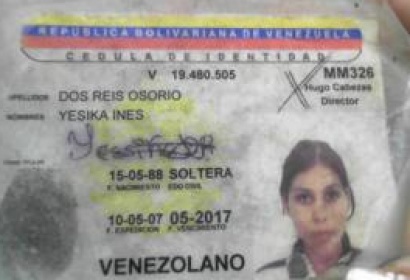 REPUBLICA BOLIVARIANA DE VENEZUELA
CEDULA DE IDENTIDAD
V 19.480.505
MM326
Hugo Cabezas
Director
APELLIDOS DOS REIS OSORIO
NOMBRES YESIKA INES
15-05-88 SOLTERA
F. NACIMIENTO EDO CIVIL
10-05-07 05-2017
F. EXPEDICION F. VENCIMIENTO
VENEZOLANO